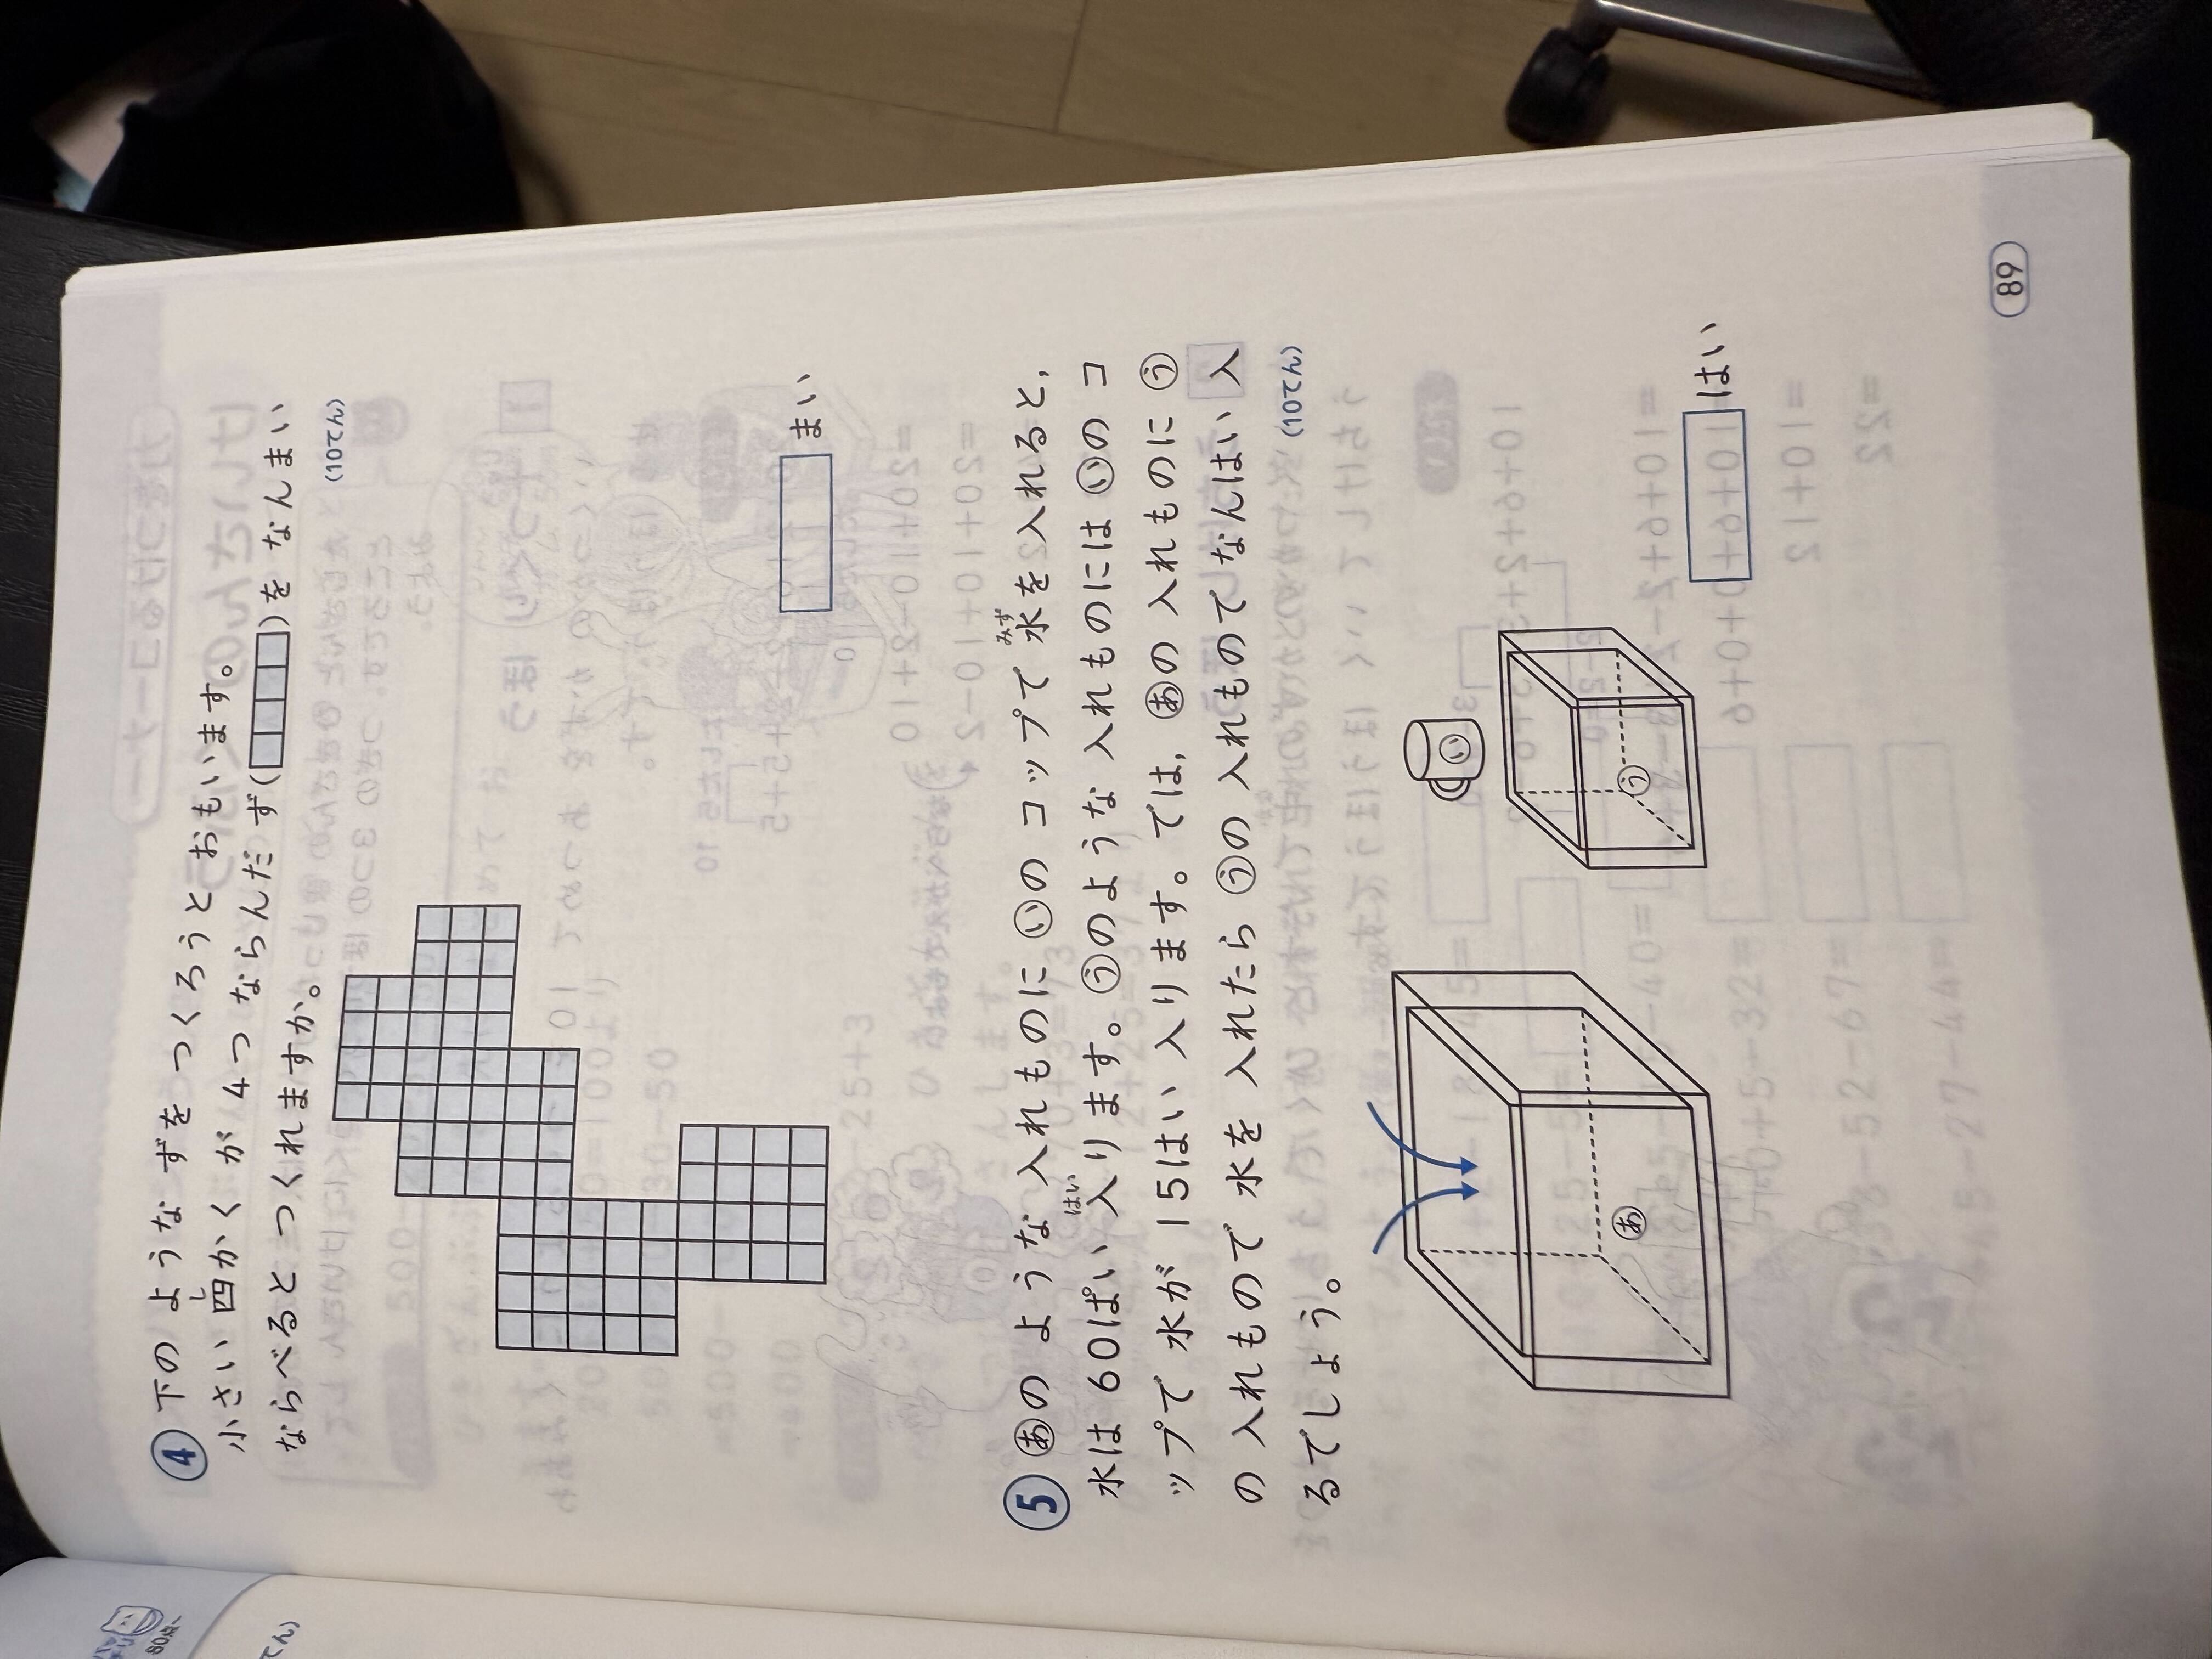 ④ 下の ような ずを つくろうと おもいます。
小さい 四かくが 4つ ならんだ ず( )を なんまい
ならべると つくれますか。
(10てん)
まい
⑤ あの ような 入れものに いの コップで 水を 入れると,
水は 60ぱい 入ります。うのような 入れものには いの コ
ップで 水が 15はい 入ります。では, あの 入れものに う
の 入れもので 水を 入れたら うの 入れもので なんはい 入
るでしょう。
(10てん)
い
あ
う
はい
89
80点
てん)